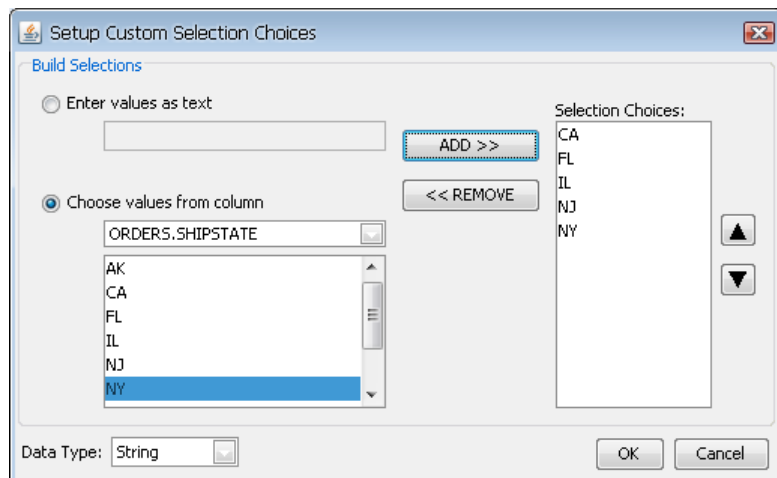 Setup Custom Selection Choices
Build Selections
Enter values as text
ADD >>
<< REMOVE
Choose values from column
ORDERS.SHIPSTATE
AK
CA
FL
IL
NJ
NY
Selection Choices:
CA
FL
IL
NJ
NY
Data Type: String
OK
Cancel